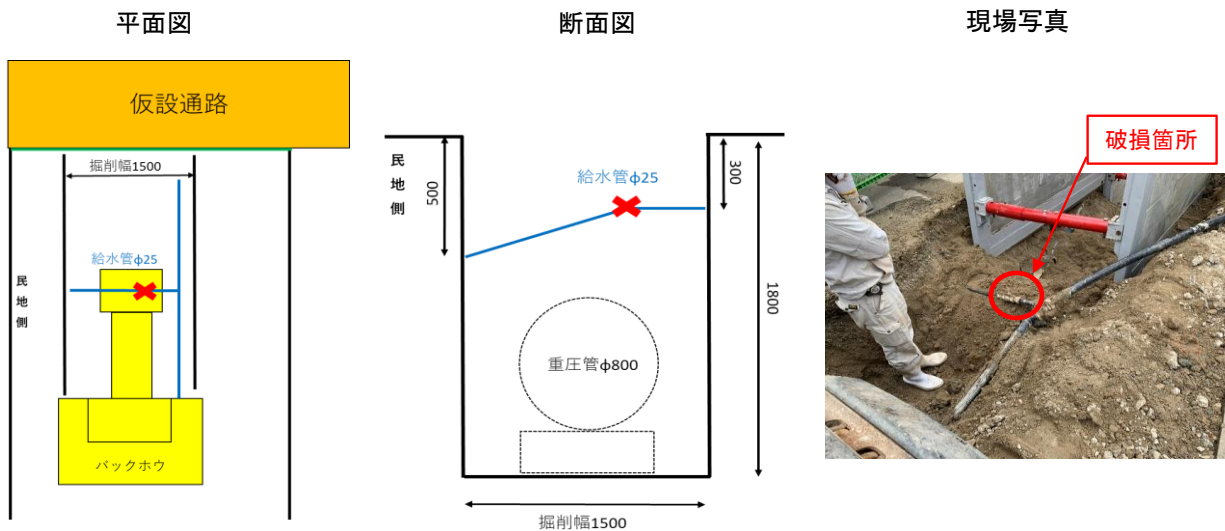 平面図
断面図
現場写真
仮設通路
掘削幅1500
給水管φ25
民地側
バックホウ
民地側
500
給水管φ25
300
1800
重圧管φ800
掘削幅1500
破損箇所